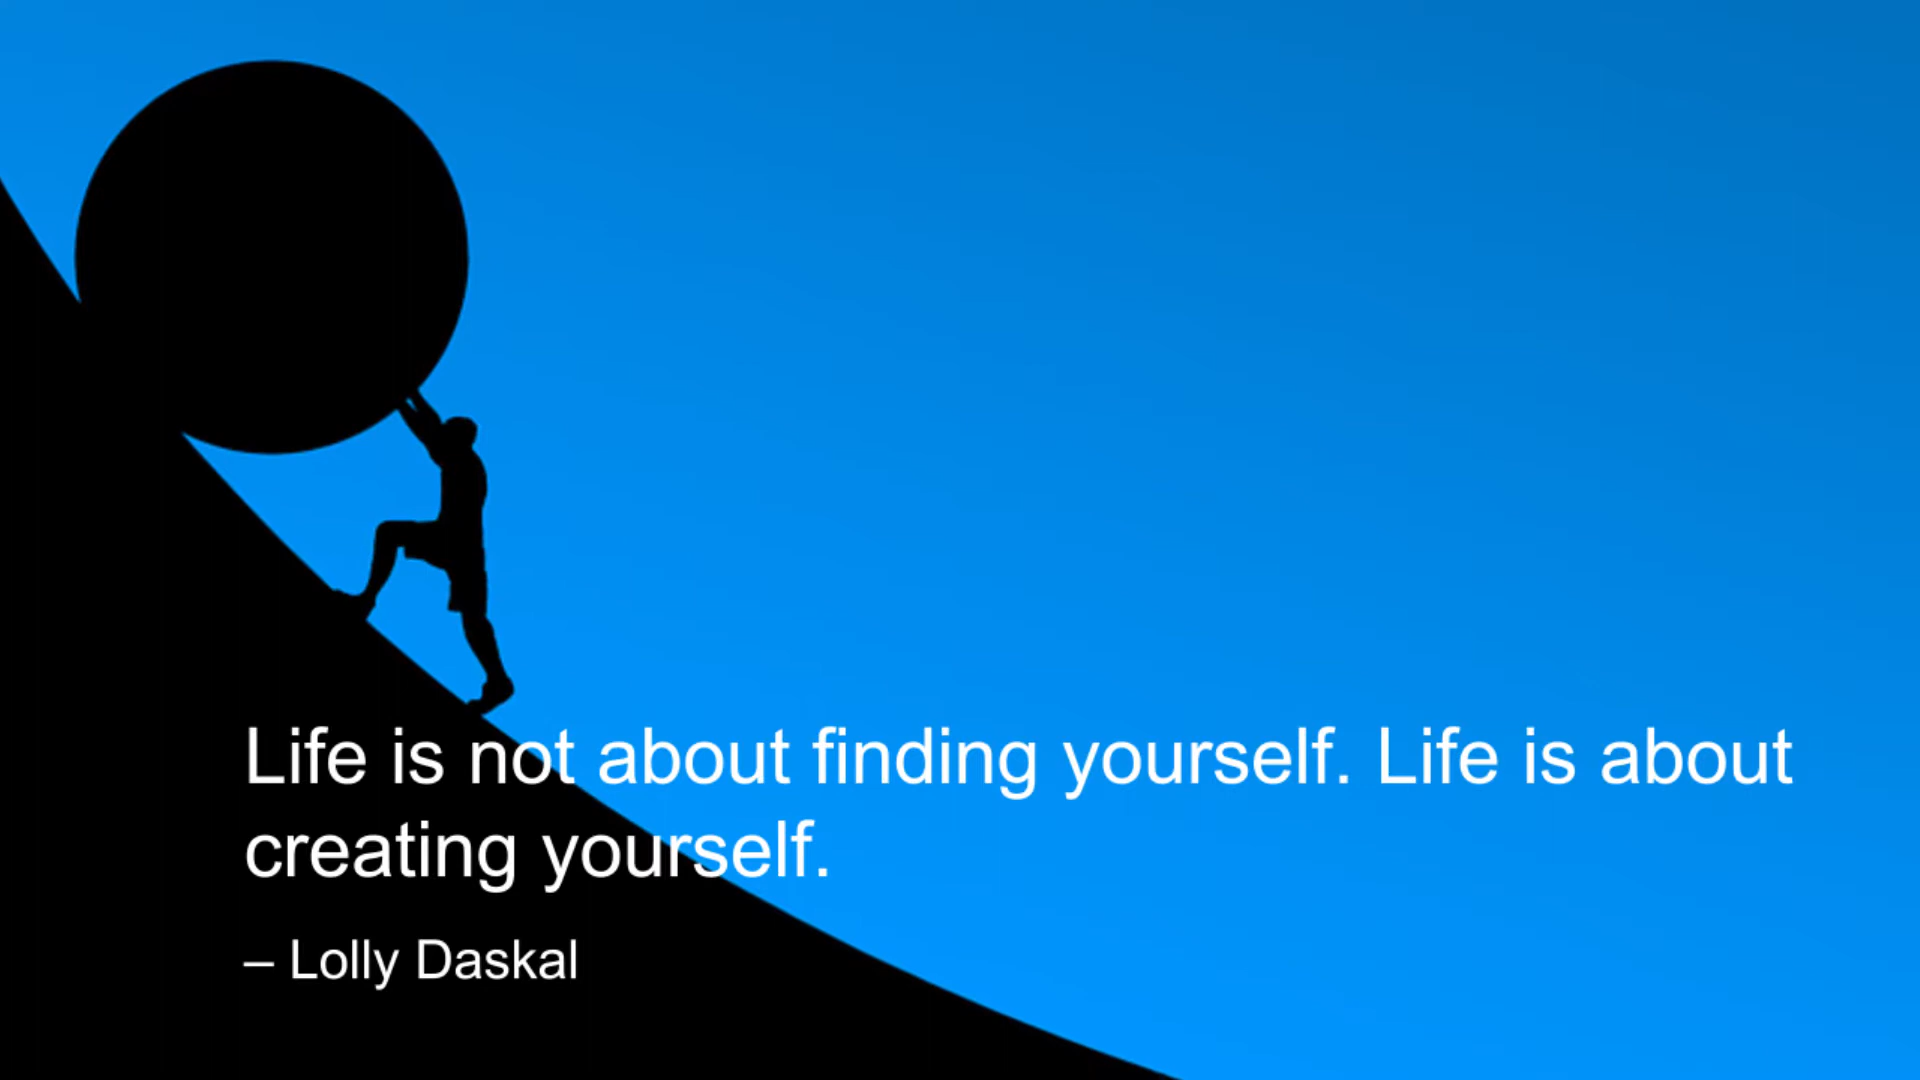 Life is not about finding yourself. Life is about
creating yourself.
– Lolly Daskal